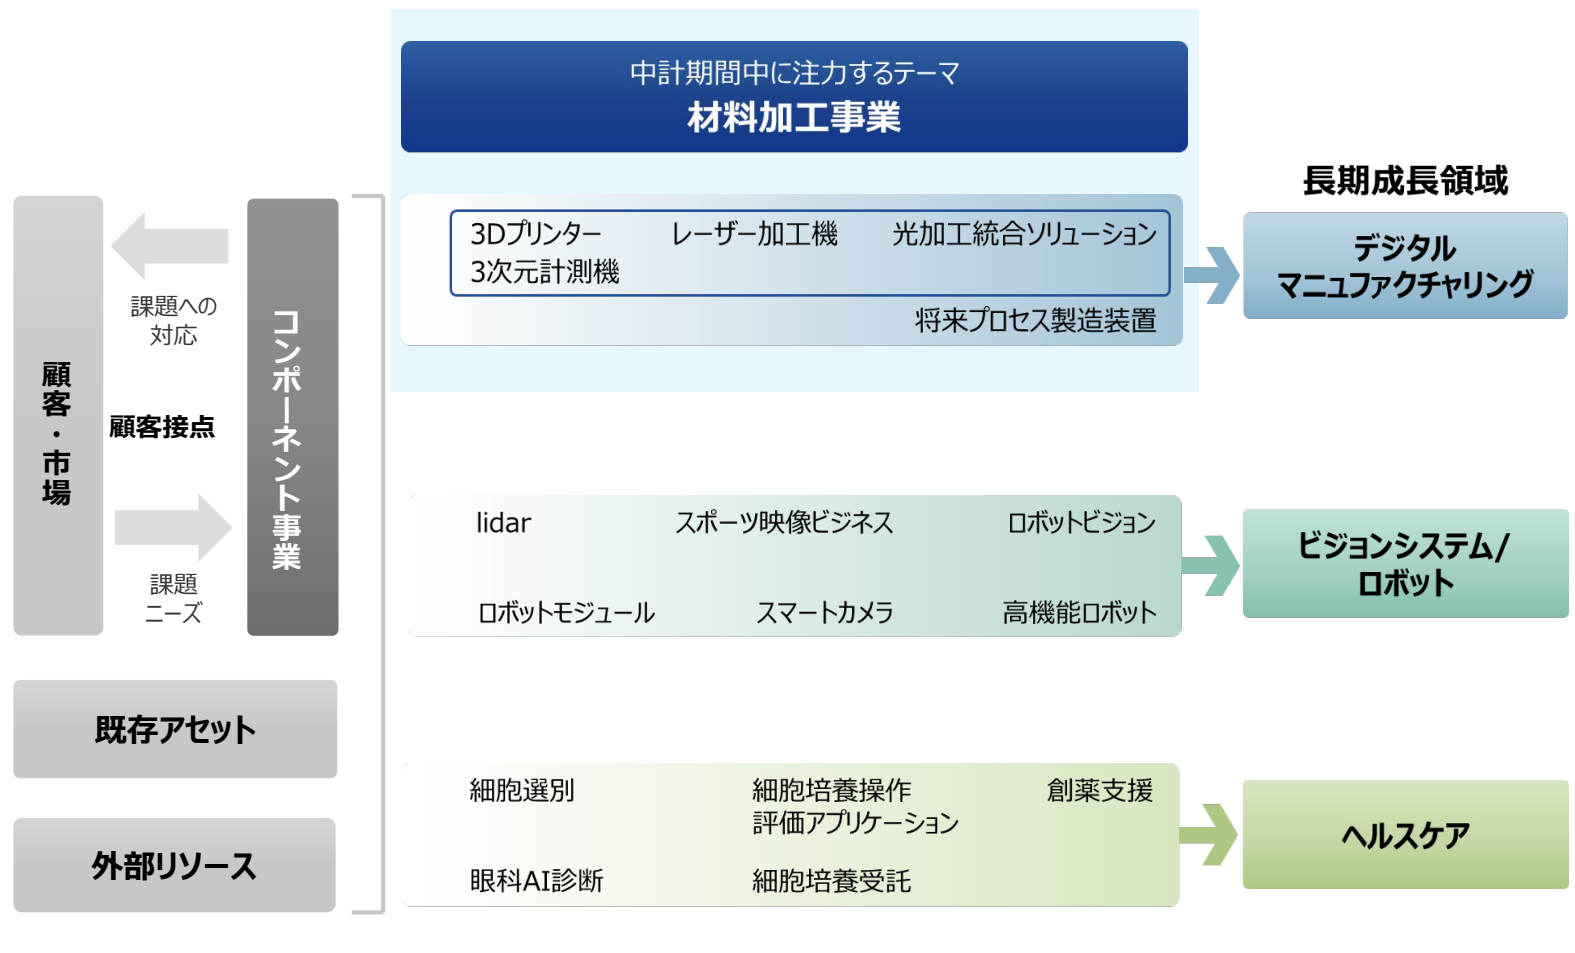 中計期間中に注力するテーマ
材料加工事業
長期成長領域
顧客・市場
課題への
対応
顧客接点
課題
ニーズ
コンポーネント事業
既存アセット
外部リソース
3Dプリンター
レーザー加工機
光加工統合ソリューション
3次元計測機
将来プロセス製造装置
デジタル
マニュファクチャリング
lidar
スポーツ映像ビジネス
ロボットビジョン
ロボットモジュール
スマートカメラ
高機能ロボット
ビジョンシステム/
ロボット
細胞選別
細胞培養操作
評価アプリケーション
創薬支援
眼科AI診断
細胞培養受託
ヘルスケア